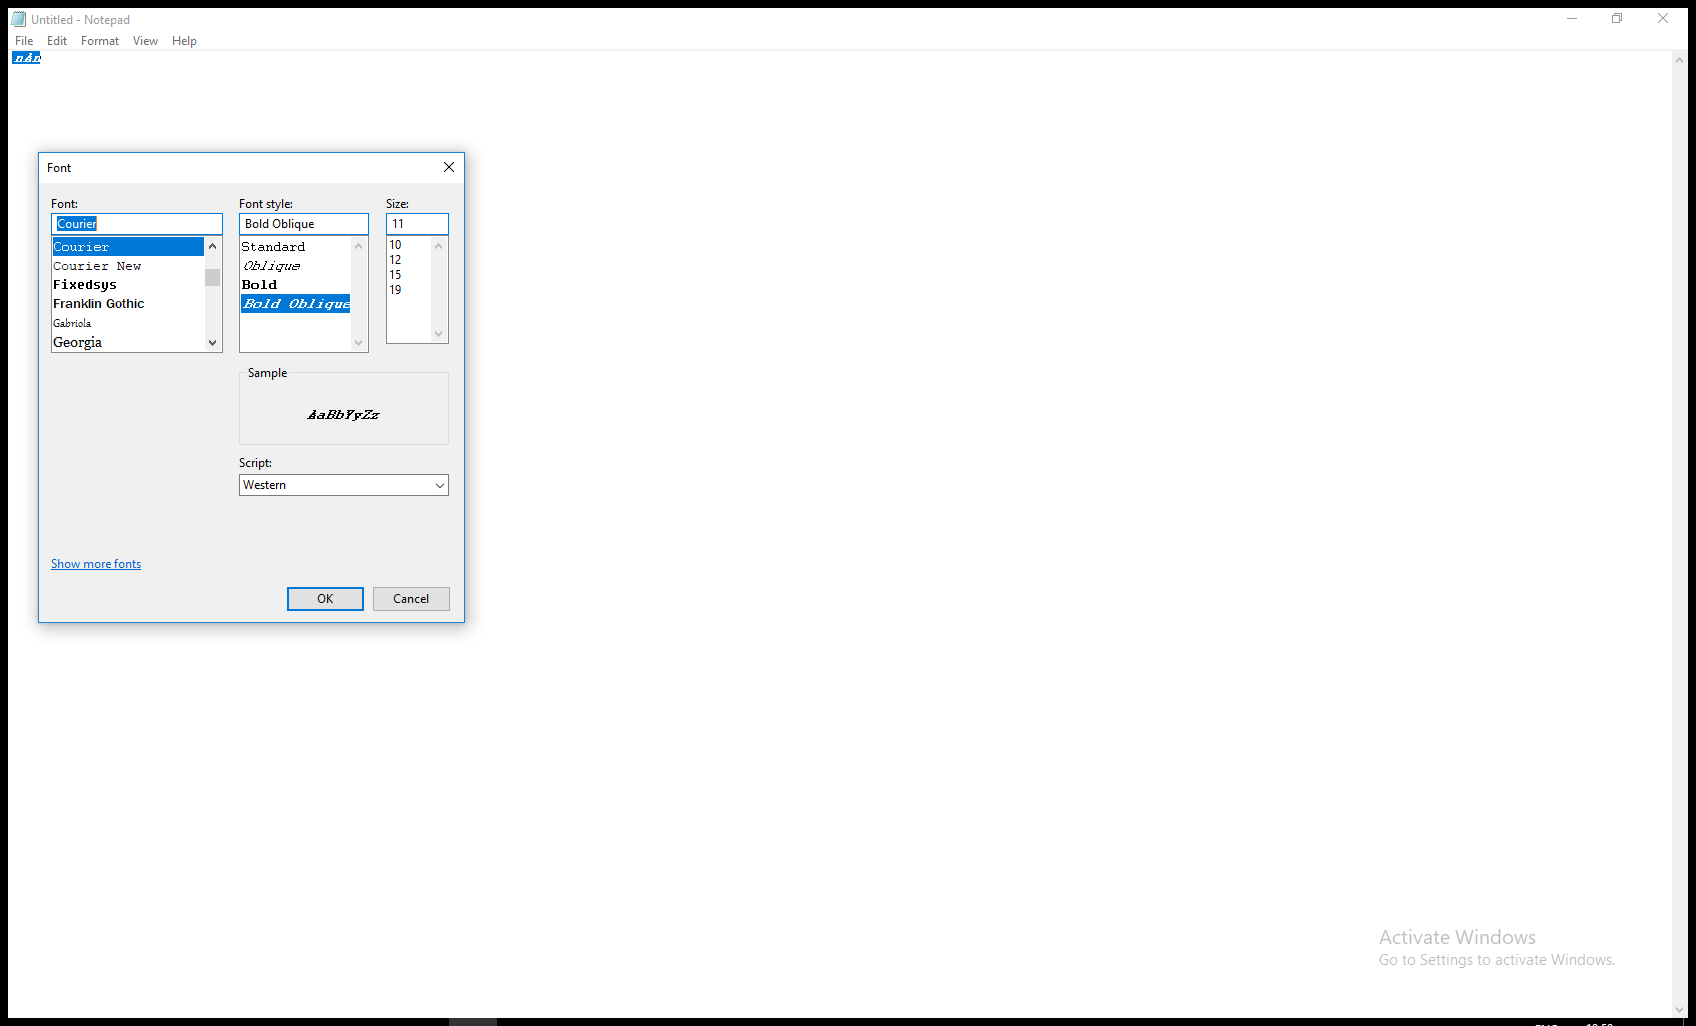 Untitled - Notepad
File Edit Format View Help
nAn
Font
Font: Font style: Size:
Courier Bold Oblique 11
Courier Standard 10
Courier New Oblique 12
Fixedsys Bold 15
Franklin Gothic Bold Oblique 19
Gabriola
Georgia
Sample
AaBbYyZz
Script:
Western
Show more fonts
OK Cancel
Activate Windows
Go to Settings to activate Windows.